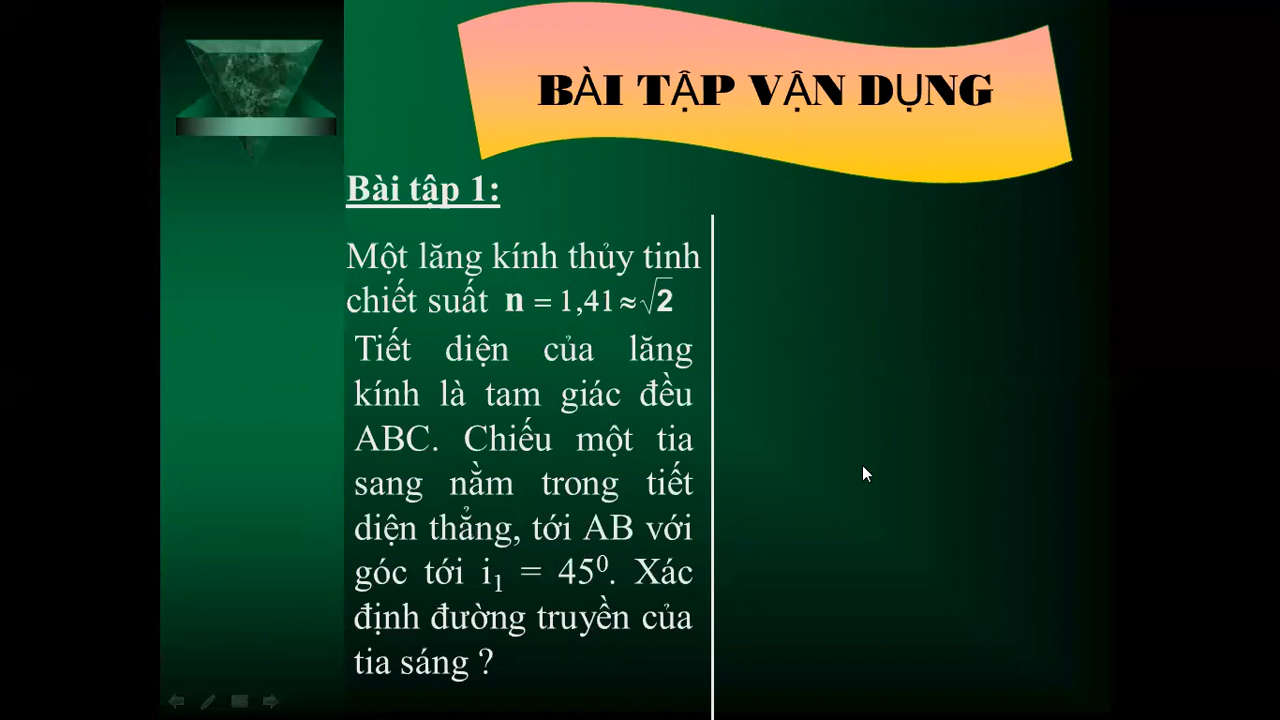 BÀI TẬP VẬN DỤNG
Bài tập 1:
Một lăng kính thủy tinh
chiết suất n = 1,41 ≈ √2
Tiết diện của lăng
kính là tam giác đều
ABC. Chiếu một tia
sang nằm trong tiết
diện thẳng, tới AB với
góc tới i₁ = 45⁰. Xác
định đường truyền của
tia sáng ?